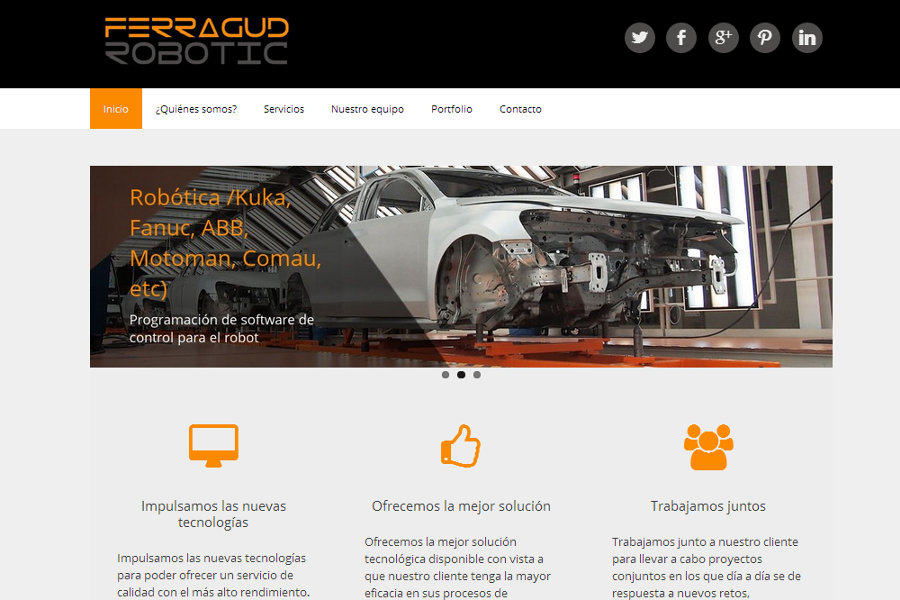 FERRAGUD
ROBOTIC
Inicio
¿Quiénes somos?
Servicios
Nuestro equipo
Portfolio
Contacto
Robótica /Kuka,
Fanuc, ABB,
Motoman, Comau,
etc)
Programación de software de
control para el robot
Impulsamos las nuevas
tecnologías
Impulsamos las nuevas tecnologías
para poder ofrecer un servicio de
calidad con el más alto rendimiento.
Ofrecemos la mejor solución
Ofrecemos la mejor solución
tecnológica disponible con vista a
que nuestro cliente tenga la mayor
eficacia en sus procesos de
Trabajamos juntos
Trabajamos junto a nuestro cliente
para llevar a cabo proyectos
conjuntos en los que día a día se de
respuesta a nuevos retos,